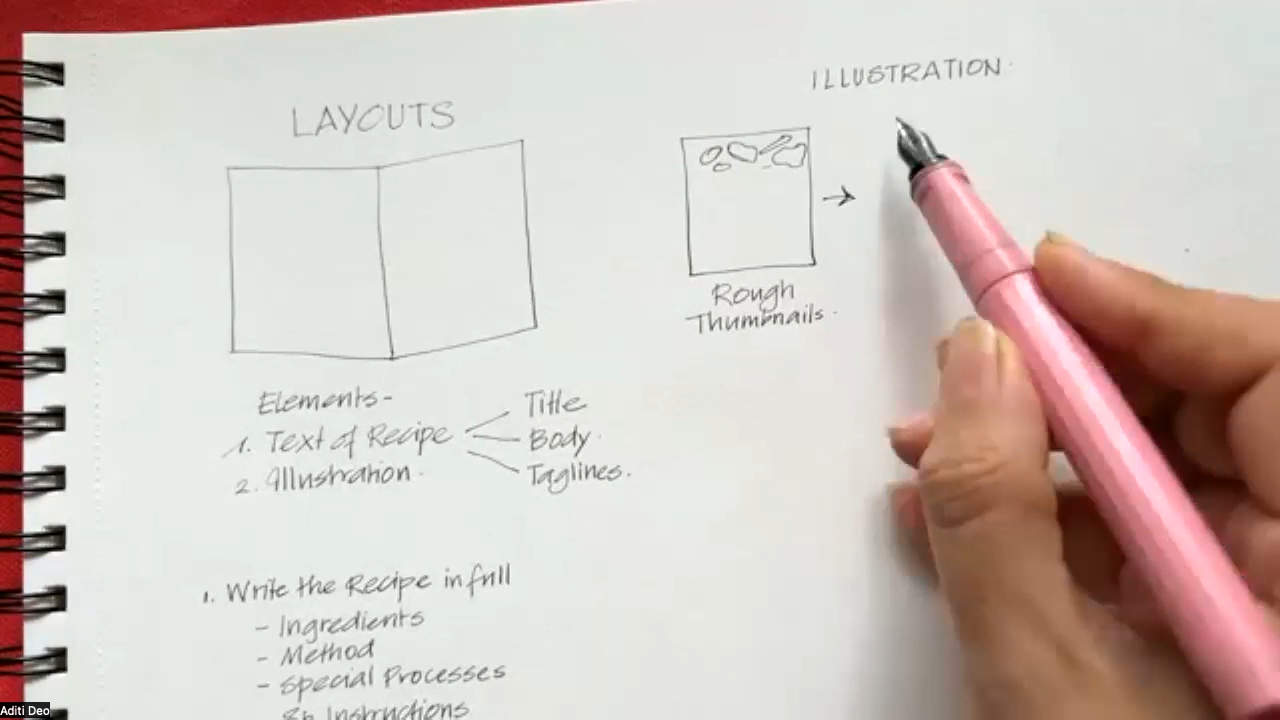 LAYOUTS
ILLUSTRATION
Rough
Thumbnails.
Elements-
1. Text of Recipe
2. Illustration.
Title
Body
Taglines.
1. Write the Recipe in full
- Ingredients
- Method
- Special Processes
Instructions
Aditi Deo